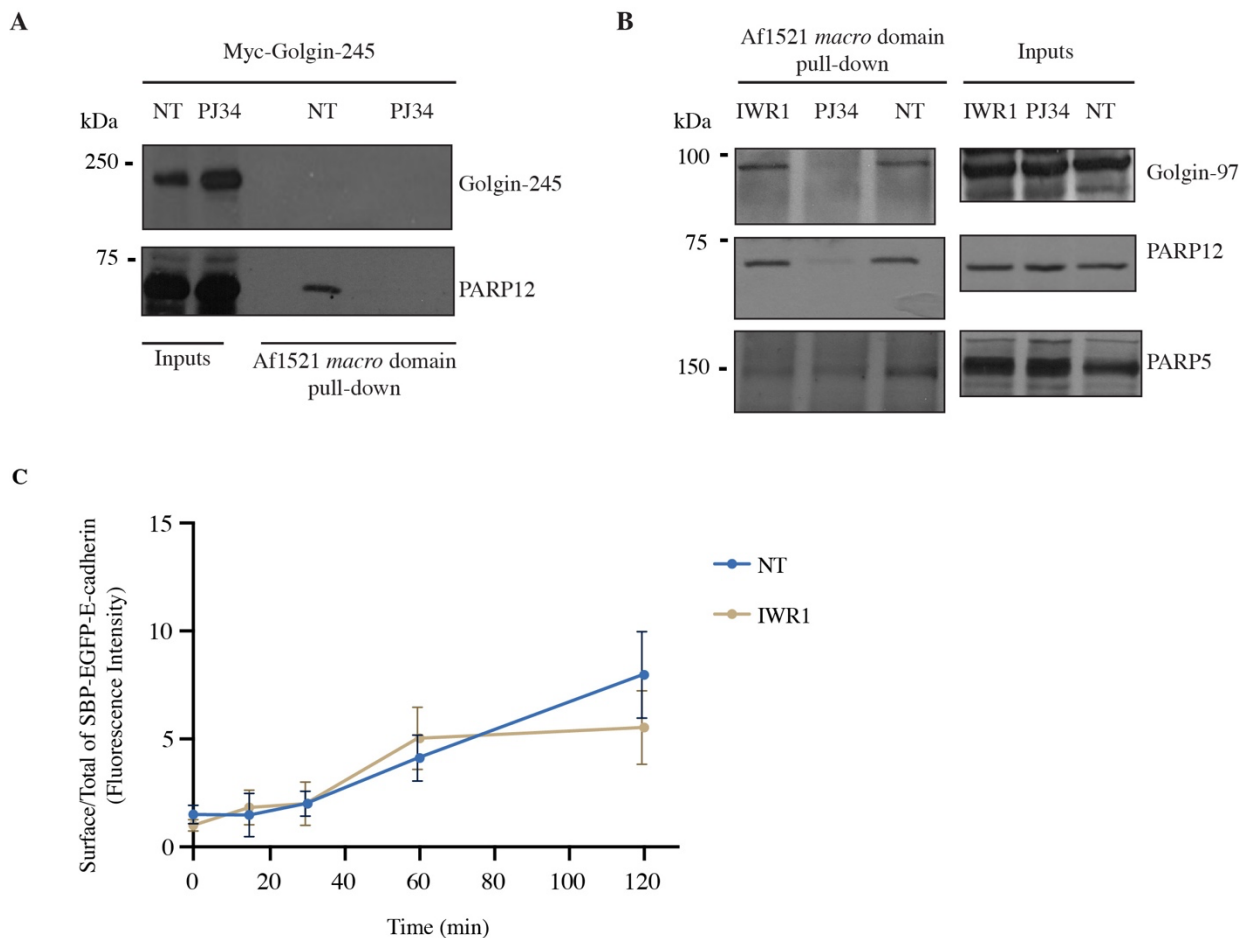 A
Myc-Golgin-245
NT PJ34 NT PJ34
kDa
250
Golgin-245
75
PARP12
Inputs
Af1521 macro domain
pull-down
B
Af1521 macro domain
pull-down
Inputs
IWR1 PJ34 NT
IWR1 PJ34 NT
kDa
100
Golgin-97
75
PARP12
150
PARP5
C
Surface/Total of SBP-EGFP-E-cadherin
(Fluorescence Intensity)
15
10
5
0
0 20 40 60 80 100 120
Time (min)
NT
IWR1